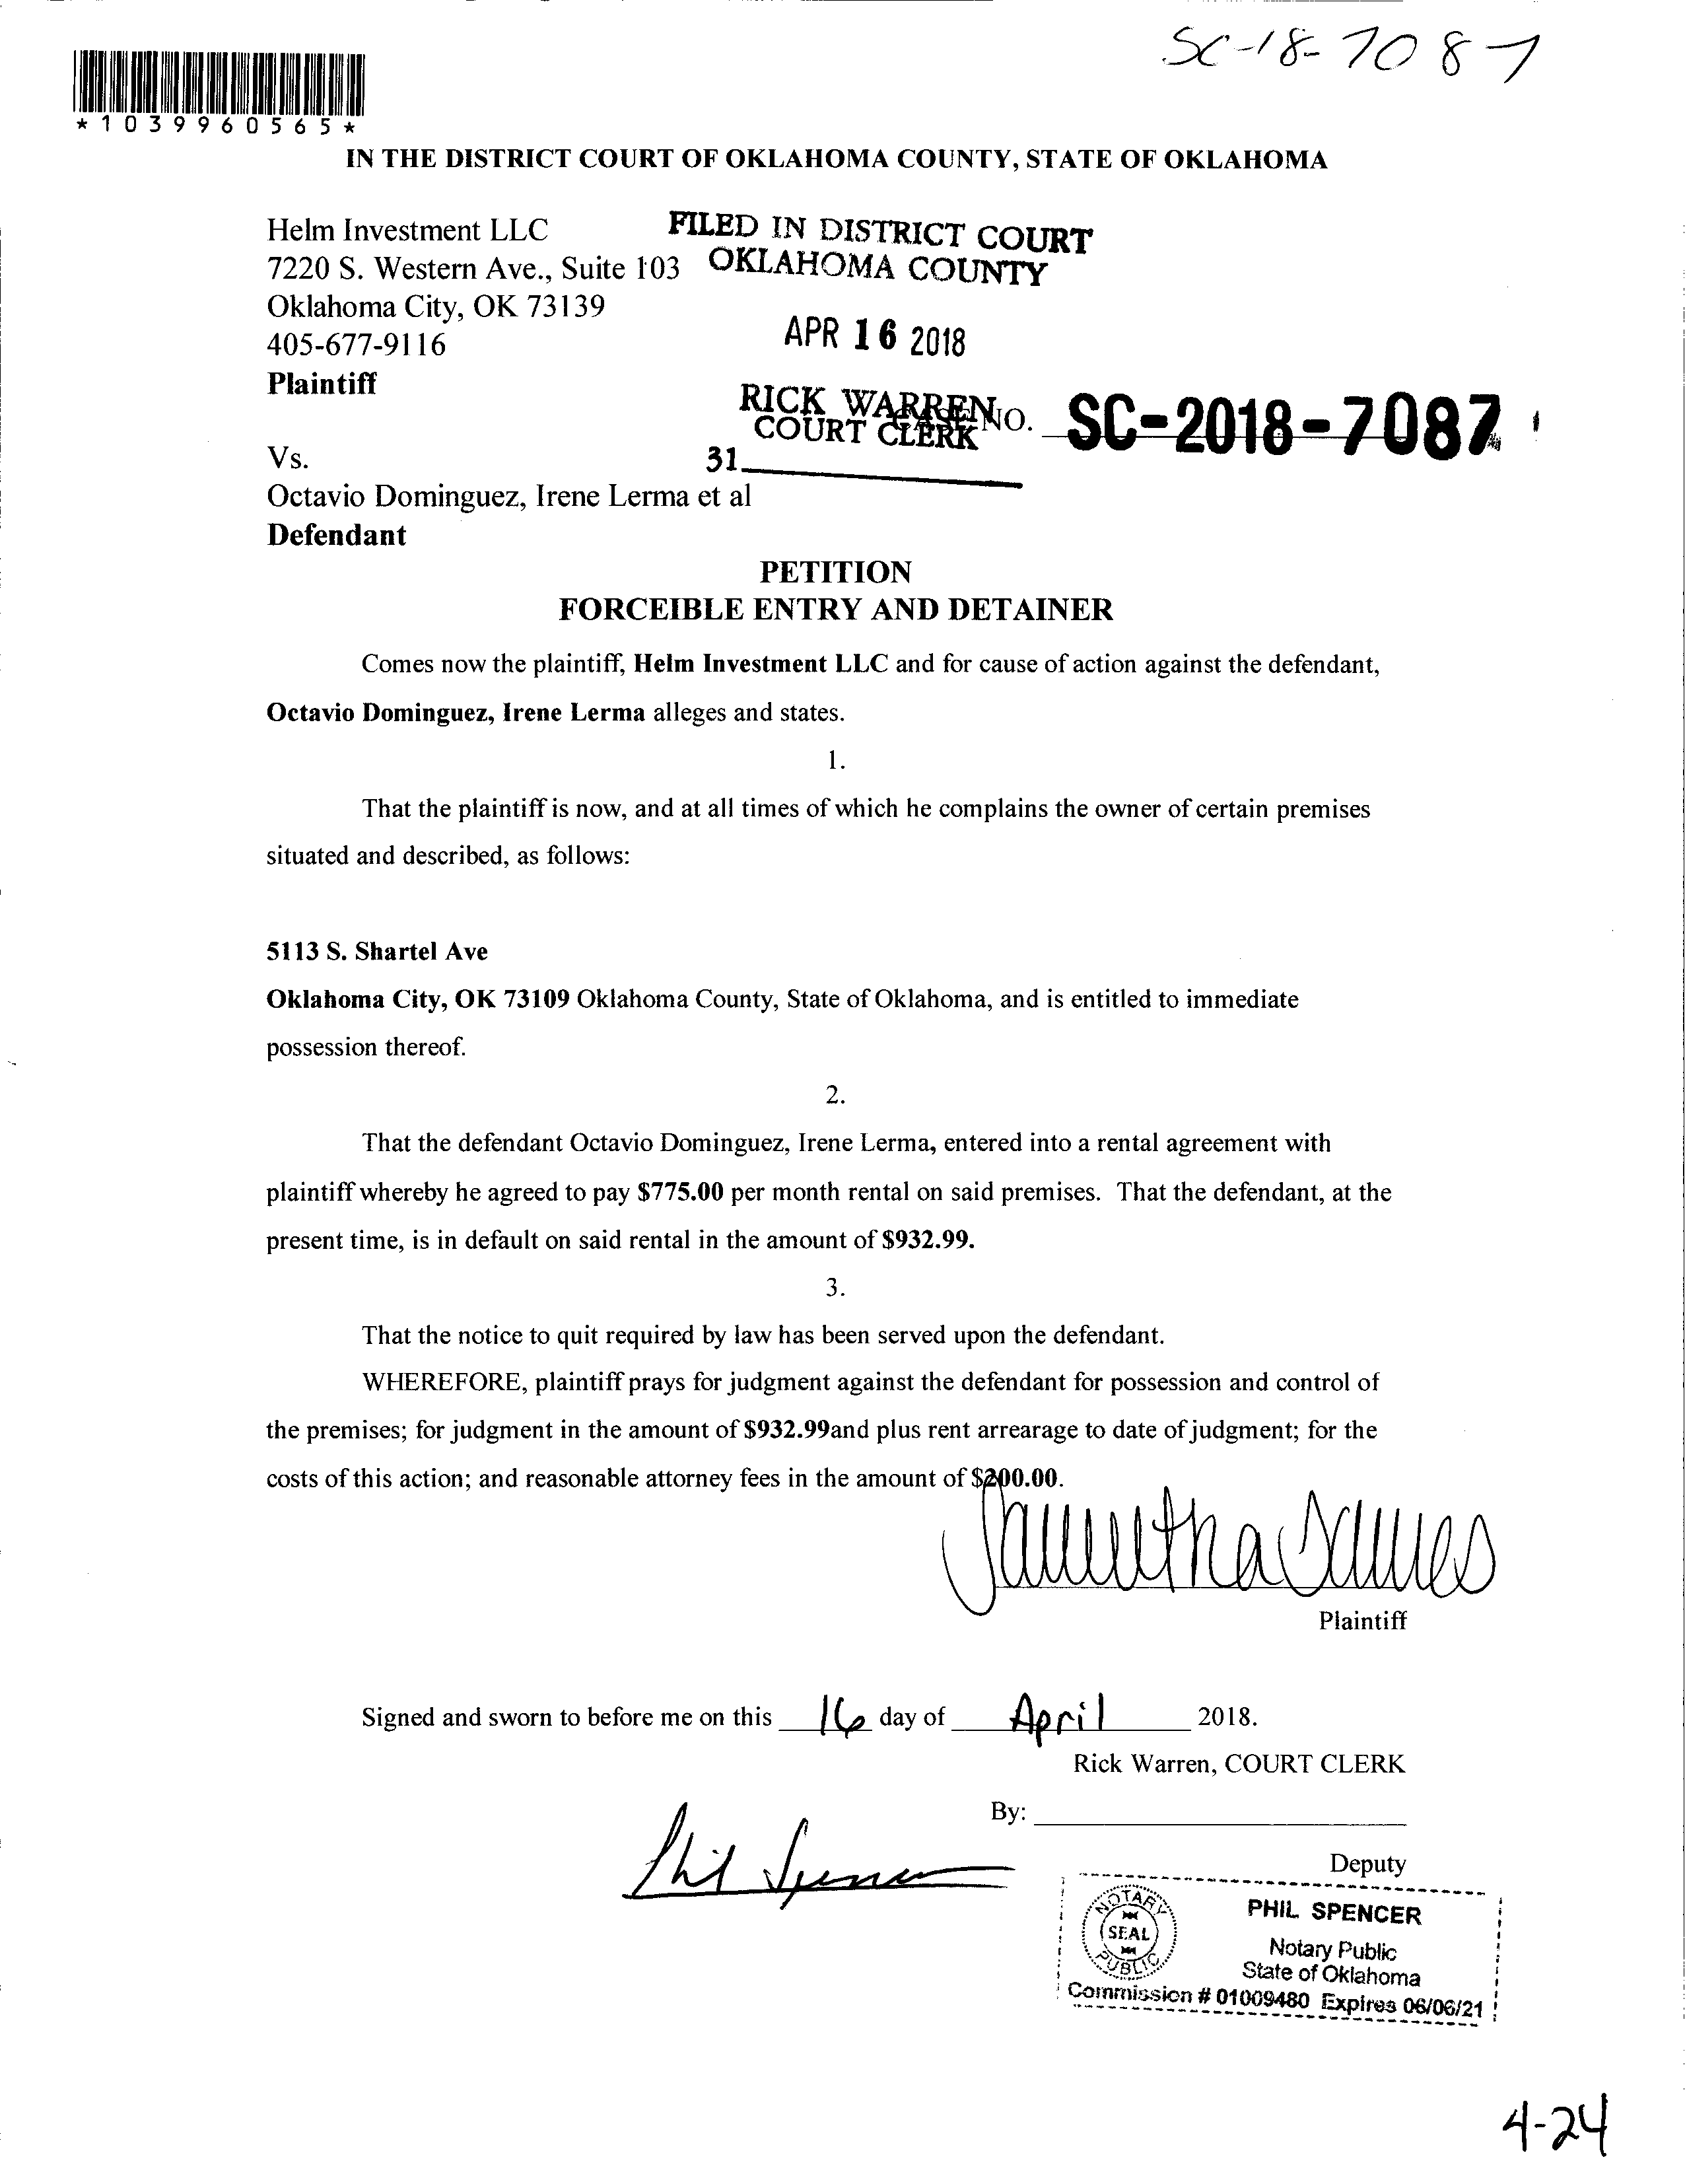 SC-18-7087
*1039960565*
IN THE DISTRICT COURT OF OKLAHOMA COUNTY, STATE OF OKLAHOMA
Helm Investment LLC
7220 S. Western Ave., Suite 103
Oklahoma City, OK 73139
405-677-9116
Plaintiff
FILED IN DISTRICT COURT
OKLAHOMA COUNTY
APR 16 2018
RICK WARREN
COURT CLERK
31
CASE NO. SC-2018-7087
Vs.
Octavio Dominguez, Irene Lerma et al
Defendant
PETITION
FORCEIBLE ENTRY AND DETAINER
Comes now the plaintiff, Helm Investment LLC and for cause of action against the defendant,
Octavio Dominguez, Irene Lerma alleges and states.
1.
That the plaintiff is now, and at all times of which he complains the owner of certain premises
situated and described, as follows:
5113 S. Shartel Ave
Oklahoma City, OK 73109 Oklahoma County, State of Oklahoma, and is entitled to immediate
possession thereof.
2.
That the defendant Octavio Dominguez, Irene Lerma, entered into a rental agreement with
plaintiff whereby he agreed to pay $775.00 per month rental on said premises. That the defendant, at the
present time, is in default on said rental in the amount of $932.99.
3.
That the notice to quit required by law has been served upon the defendant.
WHEREFORE, plaintiff prays for judgment against the defendant for possession and control of
the premises; for judgment in the amount of $932.99and plus rent arrearage to date of judgment; for the
costs of this action; and reasonable attorney fees in the amount of $200.00.
Plaintiff
Signed and sworn to before me on this 16 day of April 2018.
Rick Warren, COURT CLERK
By:
Phil Spencer
Deputy
NOTARY
SEAL
PUBLIC
PHIL SPENCER
Notary Public
State of Oklahoma
Commission # 01009480 Expires 06/06/21
4-24